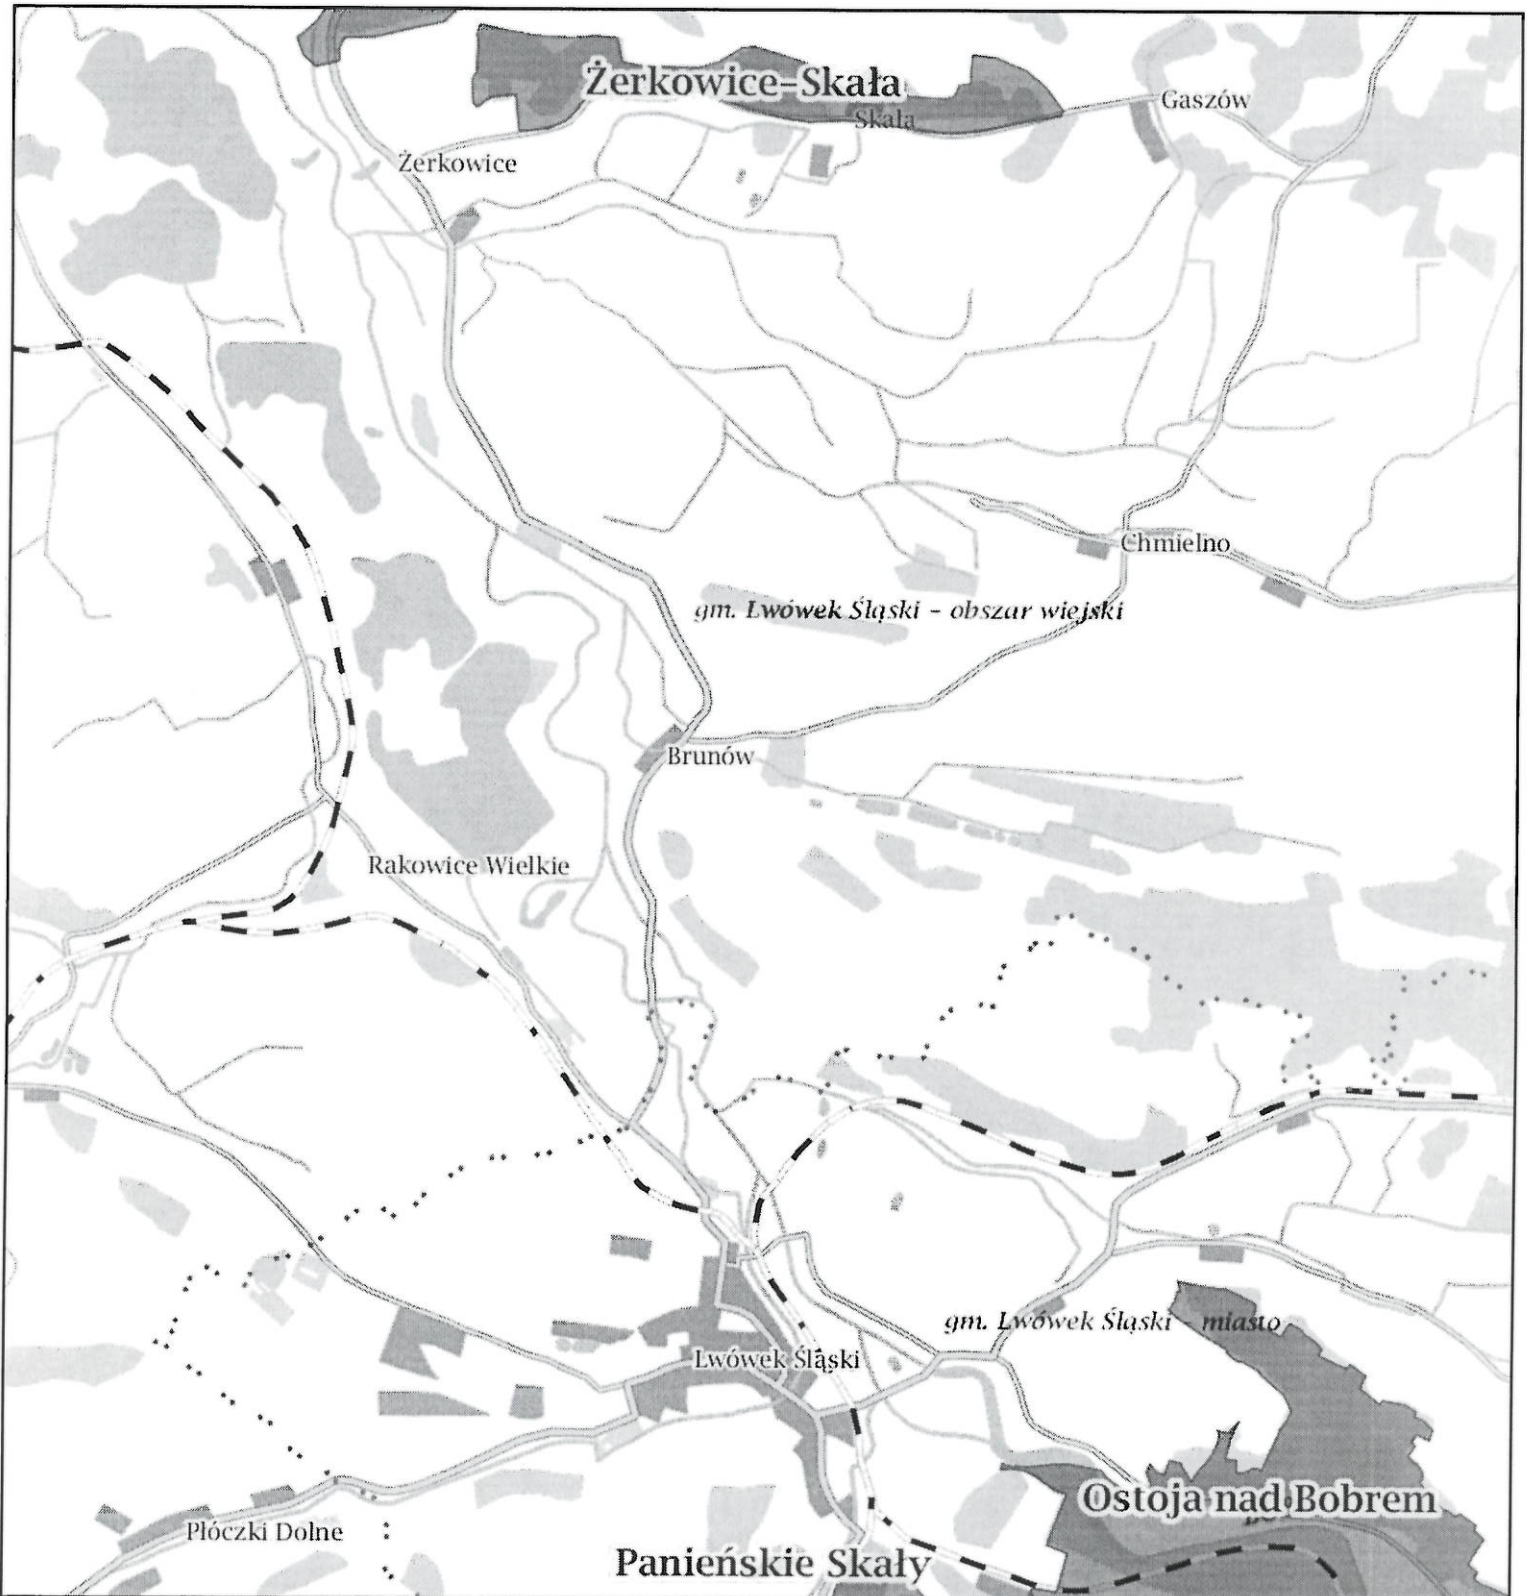 Żerkowice-Skała
Gaszów
Skała
Żerkowice
Chmielno
gm. Lwówek Śląski - obszar wiejski
Brunów
Rakowice Wielkie
gm. Lwówek Śląski - miasto
Lwówek Śląski
Ostoja nad Bobrem
Płóczki Dolne
Panieńskie Skały